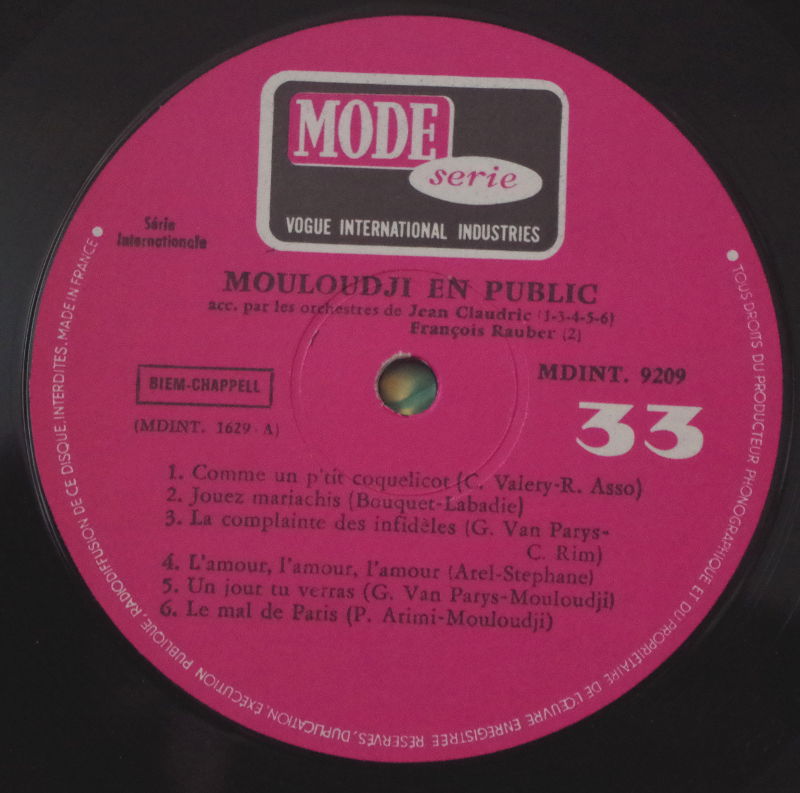 MODE
serie
VOGUE INTERNATIONAL INDUSTRIES
Série
Internationale
MOULOUDJI EN PUBLIC
acc. par les orchestres de Jean Claudric (1-3-4-5-6)
François Rauber (2)
BIEM-CHAPPELL
MDINT. 9209
(MDINT. 1629 - A)
33
1. Comme un p'tit coquelicot (C. Valery-R. Asso)
2. Jouez mariachis (Bouquet-Labadie)
3. La complainte des infidèles (G. Van Parys-
C. Rim)
4. L'amour, l'amour, l'amour (Arel-Stephane)
5. Un jour tu verras (G. Van Parys-Mouloudji)
6. Le mal de Paris (P. Arimi-Mouloudji)
TOUS DROITS DU PRODUCTEUR PHONOGRAPHIQUE ET DU PROPRIÉTAIRE DE L'ŒUVRE ENREGISTRÉE RÉSERVÉS. DUPLICATION, EXÉCUTION PUBLIQUE, RADIODIFFUSION DE CE DISQUE INTERDITES. MADE IN FRANCE